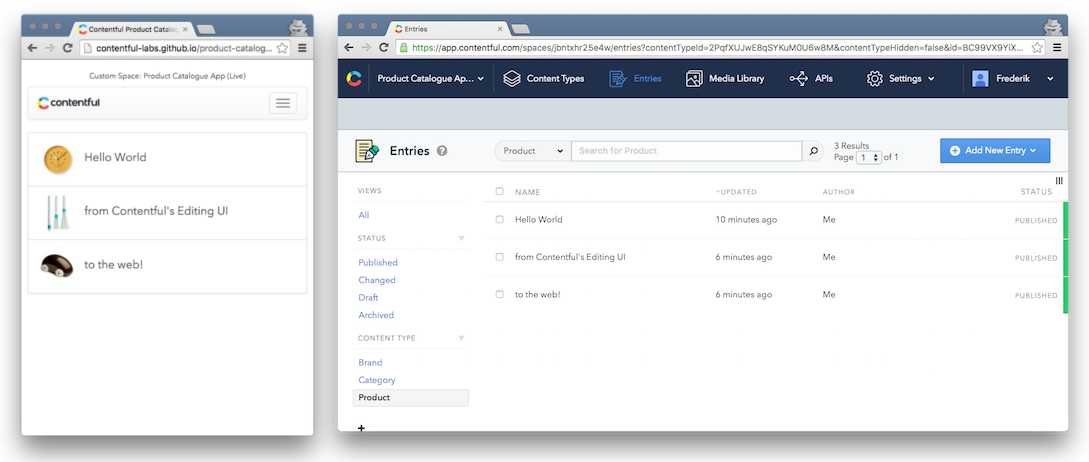 Contentful Product Catalog
contentful-labs.github.io/product-catalog...
Custom Space: Product Catalogue App (Live)
contentful
Hello World
from Contentful's Editing UI
to the web!
Entries
https://app.contentful.com/spaces/jbntxhr25e4w/entries?contentTypeId=2PqfXUJwE8qSYKuM0U6w8M&contentTypeHidden=false&id=BC99VX9YiX...
Product Catalogue Ap...
Content Types
Entries
Media Library
APIs
Settings
Frederik
Entries
?
Product
Search for Product
3 Results
Page 1 of 1
Add New Entry
VIEWS
All
STATUS
Published
Changed
Draft
Archived
CONTENT TYPE
Brand
Category
Product
+
NAME UPDATED AUTHOR STATUS
Hello World 10 minutes ago Me PUBLISHED
from Contentful's Editing UI 6 minutes ago Me PUBLISHED
to the web! 6 minutes ago Me PUBLISHED